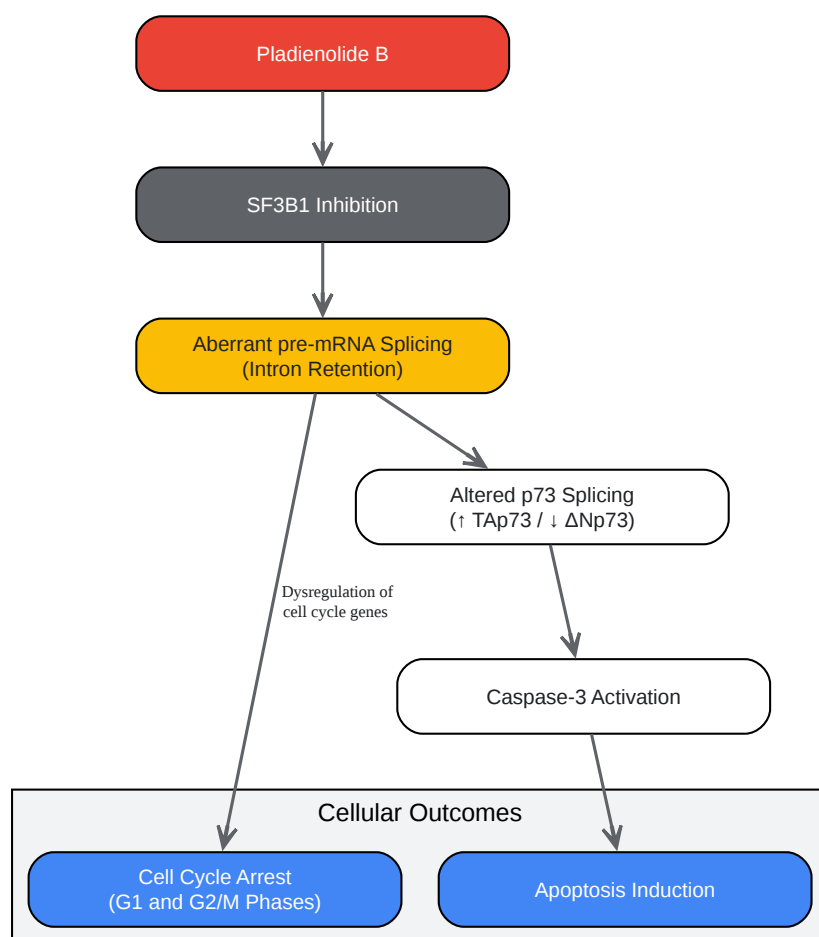 Pladienolide B
SF3B1 Inhibition
Aberrant pre-mRNA Splicing
(Intron Retention)
Altered p73 Splicing
(↑ TAp73 / ↓ ΔNp73)
Dysregulation of
cell cycle genes
Caspase-3 Activation
Cellular Outcomes
Cell Cycle Arrest
(G1 and G2/M Phases)
Apoptosis Induction